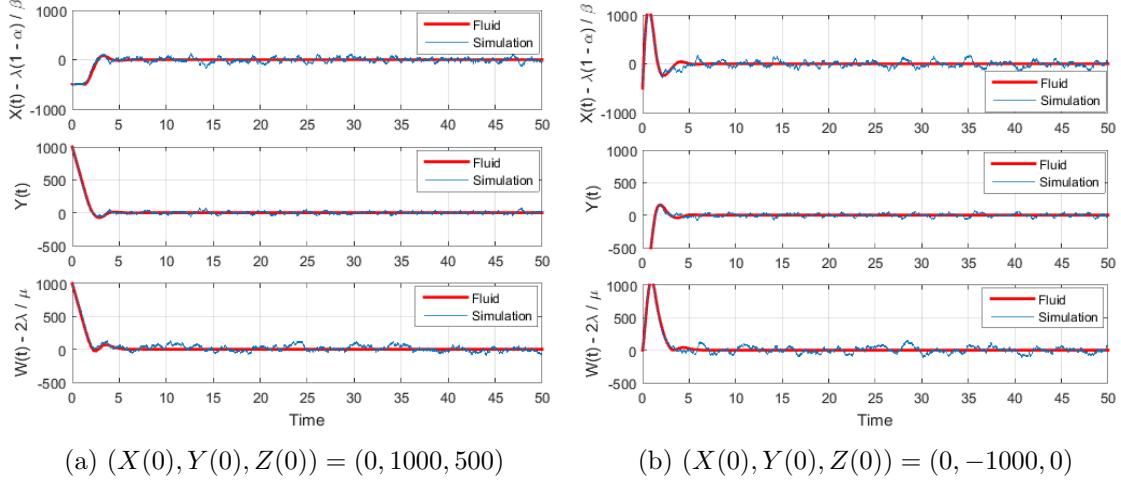 X(t) - λ(1 - α) / β
1000
0
-1000
Fluid
Simulation
0 5 10 15 20 25 30 35 40 45 50
Y(t)
1000
500
0
-500
Fluid
Simulation
0 5 10 15 20 25 30 35 40 45 50
W(t) - 2λ / μ
1000
500
0
-500
Fluid
Simulation
0 5 10 15 20 25 30 35 40 45 50
Time
(a) (X(0), Y(0), Z(0)) = (0, 1000, 500)
X(t) - λ(1 - α) / β
1000
0
-1000
Fluid
Simulation
0 5 10 15 20 25 30 35 40 45 50
Y(t)
1000
500
0
-500
Fluid
Simulation
0 5 10 15 20 25 30 35 40 45 50
W(t) - 2λ / μ
1000
500
0
-500
Fluid
Simulation
0 5 10 15 20 25 30 35 40 45 50
Time
(b) (X(0), Y(0), Z(0)) = (0, −1000, 0)